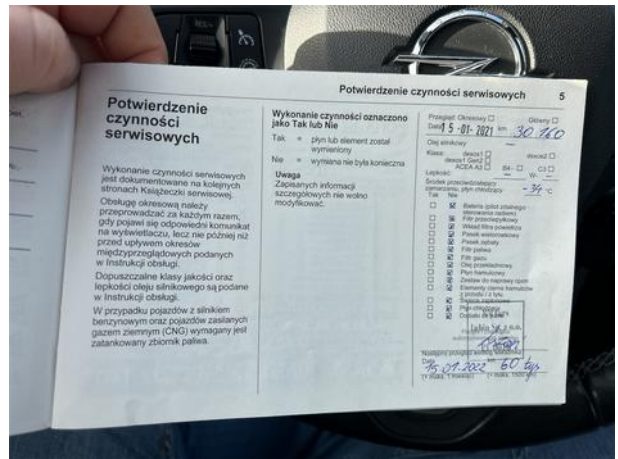 Potwierdzenie czynności serwisowych 5
Potwierdzenie
czynności
serwisowych
Wykonanie czynności serwisowych
jest dokumentowane na kolejnych
stronach Książeczki serwisowej.
Obsługę okresową należy
przeprowadzać za każdym razem,
gdy pojawi się odpowiedni komunikat
na wyświetlaczu, lecz nie później niż
przed upływem okresów
międzyprzeglądowych podanych
w Instrukcji obsługi.
Dopuszczalne klasy jakości oraz
lepkości oleju silnikowego są podane
w Instrukcji obsługi.
W przypadku pojazdów z silnikiem
benzynowym oraz pojazdów zasilanych
gazem ziemnym (CNG) wymagany jest
zatankowany zbiornik paliwa.
Wykonanie czynności oznaczono
jako Tak lub Nie
Tak = płyn lub element został
wymieniony
Nie = wymiana nie była konieczna
Uwaga
Zapisanych informacji
szczegółowych nie wolno
modyfikować.
Przegląd: Okresowy Główny
Data 15 -01- 2021 km 30 160
Olej silnikowy
Klasa: dexos1 dexos2
dexos1 Gen2
ACEA A3 B4- C3
Lepkość: W-
Środek przeciwdziałający
zamarzaniu, płyn chłodzący -34 °C
Tak Nie
Bateria (pilot zdalnego
sterowania radiem)
Filtr przeciwpyłkowy
Wkład filtra powietrza
Pasek wielorowkowy
Pasek zębaty
Filtr paliwa
Filtr gazu
Olej przekładniowy
Płyn hamulcowy
Zestaw do naprawy opon
Elementy cierne hamulców
z przodu / z tyłu
Świece zapłonowe
Płyn chłodzący
Następny przegląd według wskaźnika
Data km
15.01.2022 60 tys